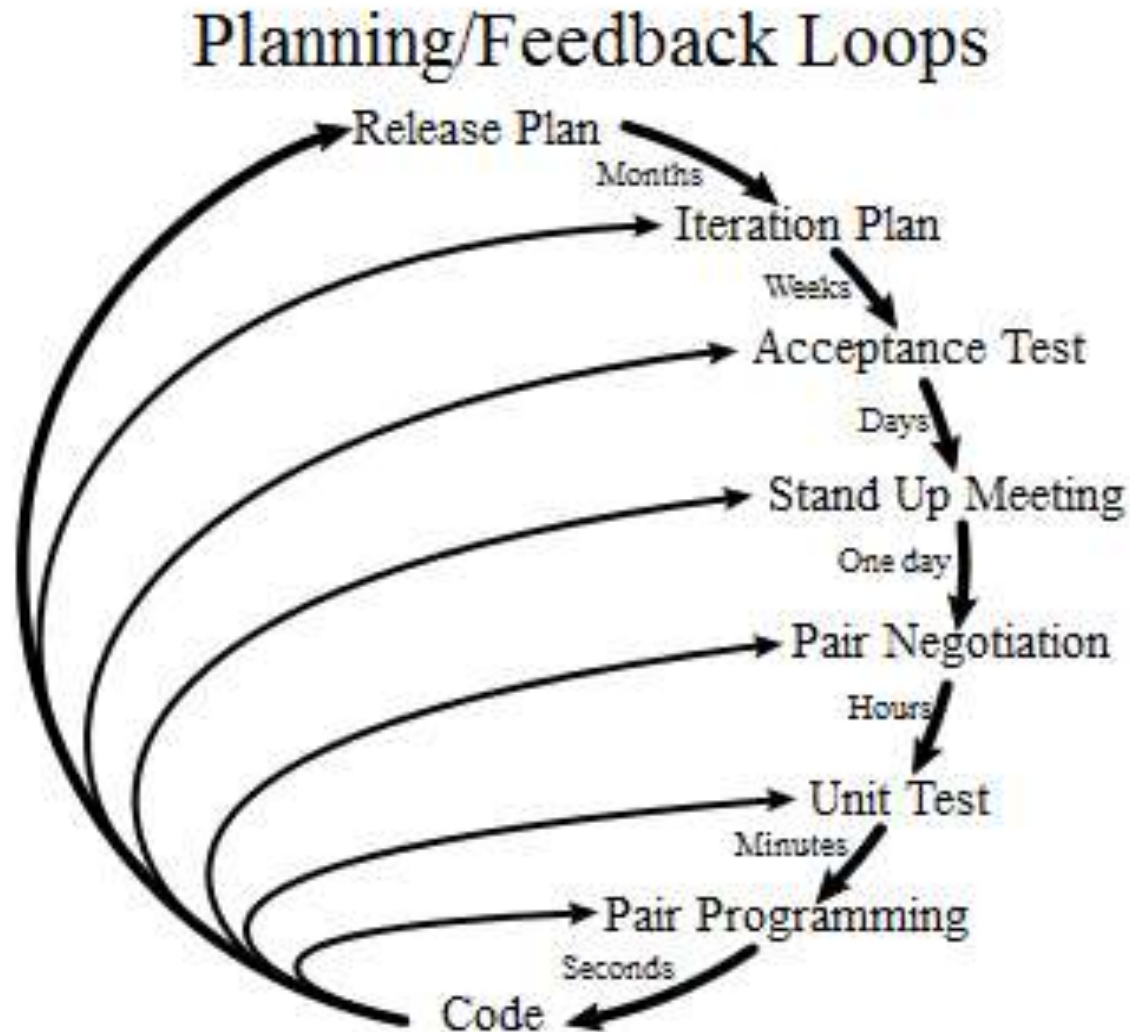 Planning/Feedback Loops
Release Plan
Months
Iteration Plan
Weeks
Acceptance Test
Days
Stand Up Meeting
One day
Pair Negotiation
Hours
Unit Test
Minutes
Pair Programming
Seconds
Code